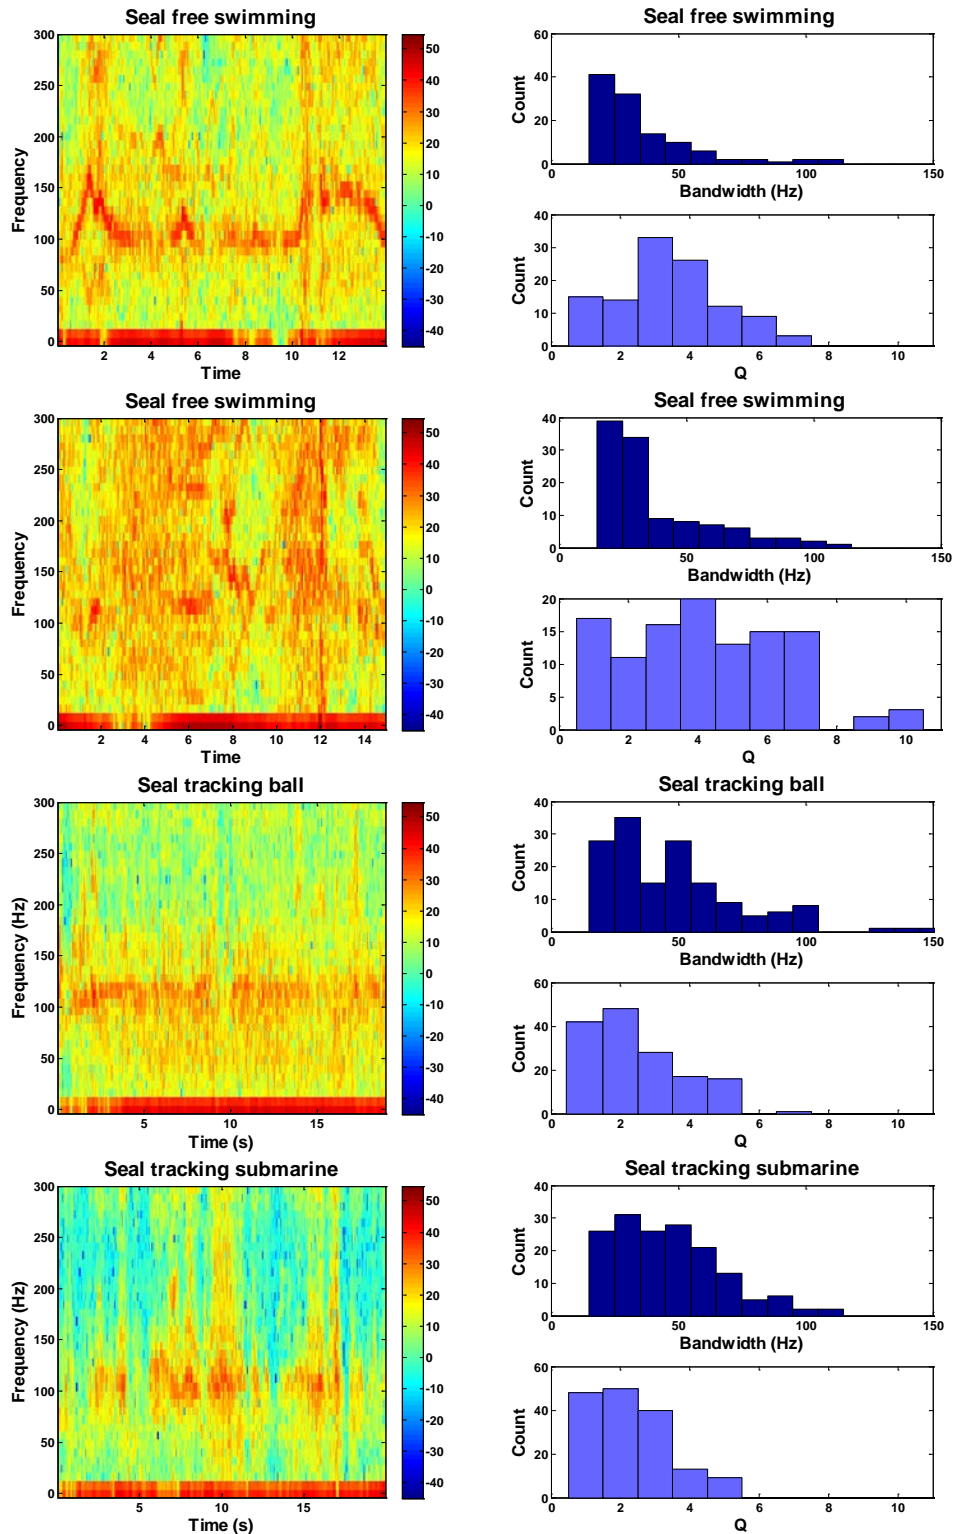 Seal free swimming
Frequency
300
250
200
150
100
50
0
2 4 6 8 10 12
Time
50
40
30
20
10
0
-10
-20
-30
-40
Seal free swimming
Count
60
40
20
0
0 50 100 150
Bandwidth (Hz)
Count
40
30
20
10
0
0 2 4 6 8 10
Q
Seal free swimming
Frequency
300
250
200
150
100
50
0
2 4 6 8 10 12 14
Time
50
40
30
20
10
0
-10
-20
-30
-40
Seal free swimming
Count
40
30
20
10
0
0 50 100 150
Bandwidth (Hz)
Count
20
15
10
5
0
0 2 4 6 8 10
Q
Seal tracking ball
Frequency (Hz)
300
250
200
150
100
50
0
5 10 15
Time (s)
50
40
30
20
10
-0
-10
-20
-30
-40
Seal tracking ball
Count
40
30
20
10
0
0 50 100 150
Bandwidth (Hz)
Count
60
40
20
0
0 2 4 6 8 10
Q
Seal tracking submarine
Frequency (Hz)
300
250
200
150
100
50
0
5 10 15
Time (s)
50
40
30
20
10
0
-10
-20
-30
-40
Seal tracking submarine
Count
40
30
20
10
0
0 50 100 150
Bandwidth (Hz)
Count
60
40
20
0
0 2 4 6 8 10
Q